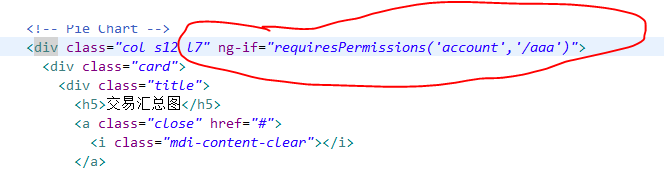 <!-- Pie Chart -->
<div class="col s12 l7" ng-if="requiresPermissions('account','/aaa')">
<div class="card">
<div class="title">
<h5>交易汇总图</h5>
<a class="close" href="#">
<i class="mdi-content-clear"></i>
</a>